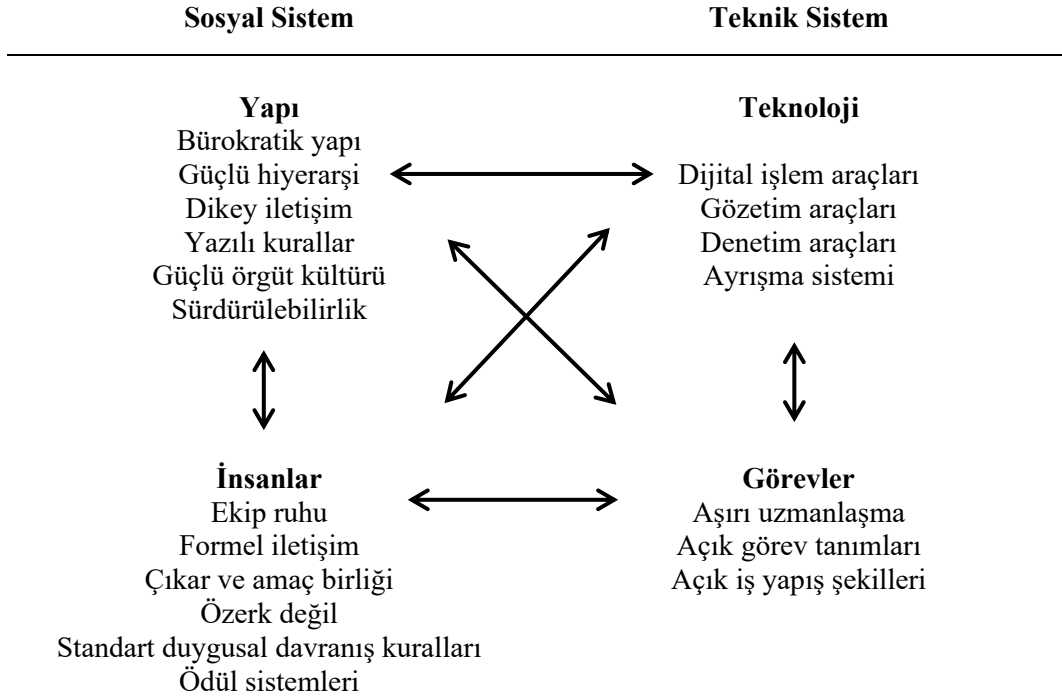 Sosyal Sistem
Teknik Sistem
Yapı
Bürokratik yapı
Güçlü hiyerarşi
Dikey iletişim
Yazılı kurallar
Güçlü örgüt kültürü
Sürdürülebilirlik
Teknoloji
Dijital işlem araçları
Gözetim araçları
Denetim araçları
Ayrışma sistemi
İnsanlar
Ekip ruhu
Formel iletişim
Çıkar ve amaç birliği
Özerk değil
Standart duygusal davranış kuralları
Ödül sistemleri
Görevler
Aşırı uzmanlaşma
Açık görev tanımları
Açık iş yapış şekilleri